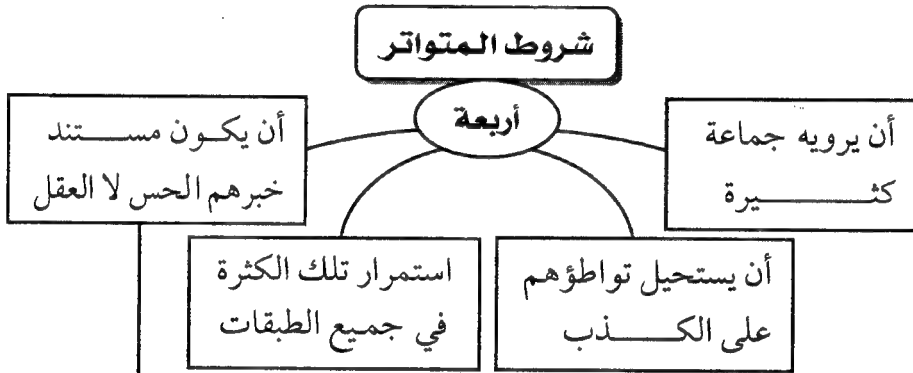 شروط المتواتر
أربعة
أن يرويه جماعة
كثيرة
أن يستحيل تواطؤهم
على الكذب
استمرار تلك الكثرة
في جميع الطبقات
أن يكون مستند
خبرهم الحس لا العقل